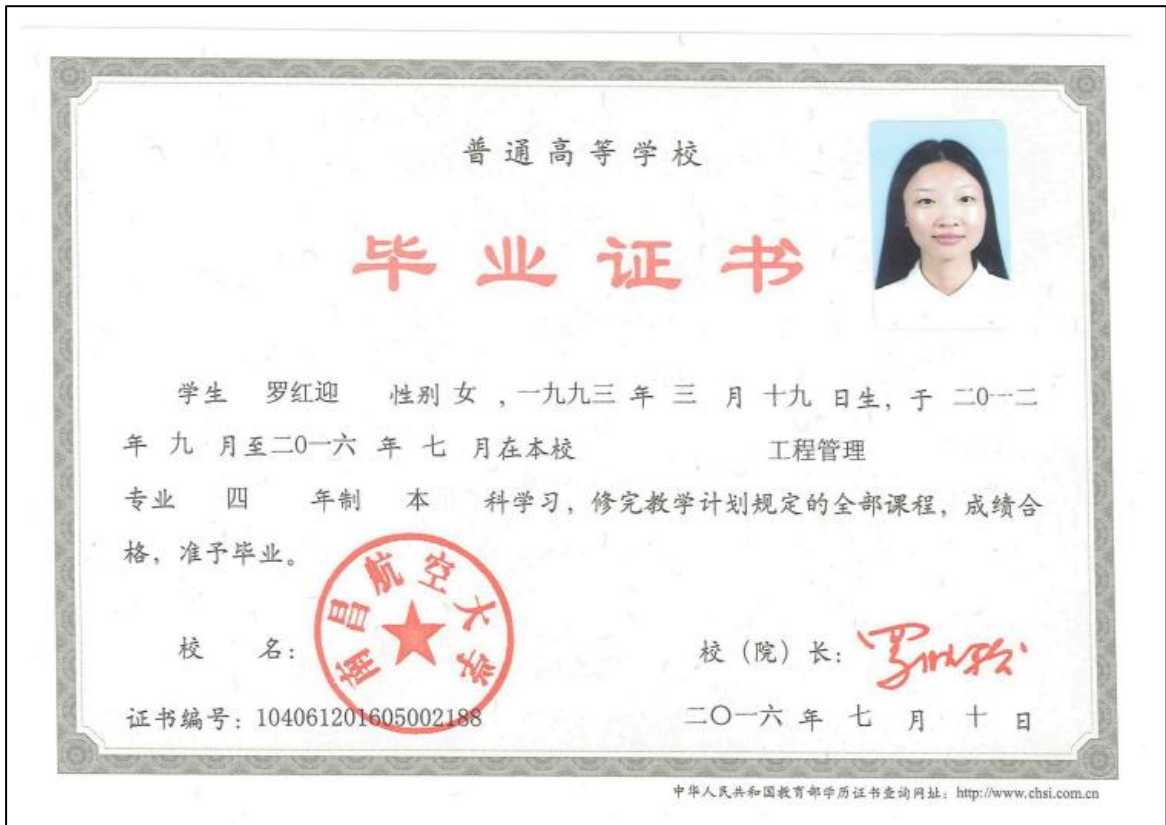 普通高等学校
毕业证书
学生 罗红迎 性别 女 ，一九九三 年 三 月 十九 日生，于 二0一二
年 九 月至二0一六 年 七 月在本校 工程管理
专业 四 年制 本 科学习，修完教学计划规定的全部课程，成绩合
格，准予毕业。
南昌航空大学
校 名： 校（院）长：
证书编号：104061201605002188 二〇一六 年 七 月 十 日
中华人民共和国教育部学历证书查询网址：http://www.chsi.com.cn